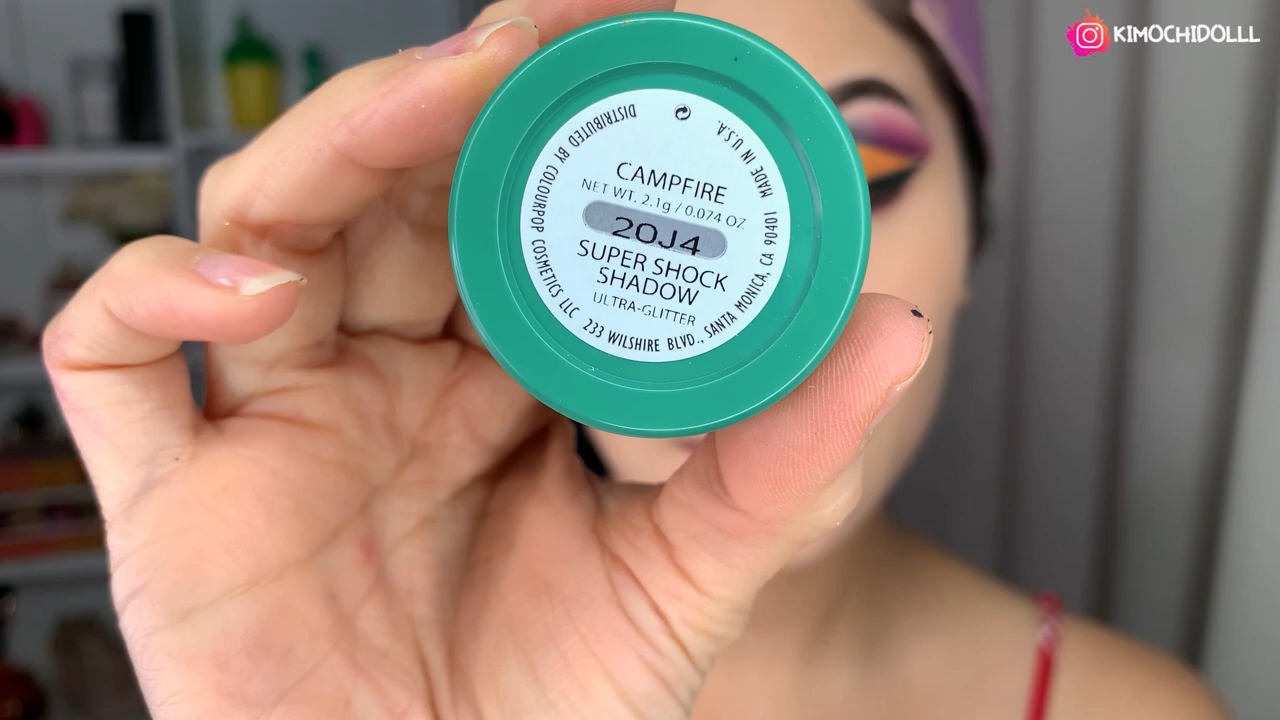 KIMOCHIDOLLL
CAMPFIRE
NET WT. 2.1g / 0.074 OZ.
20J4
SUPER SHOCK
SHADOW
ULTRA-GLITTER
DISTRIBUTED BY COLOURPOP COSMETICS LLC 233 WILSHIRE BLVD., SANTA MONICA, CA 90401 MADE IN U.S.A.